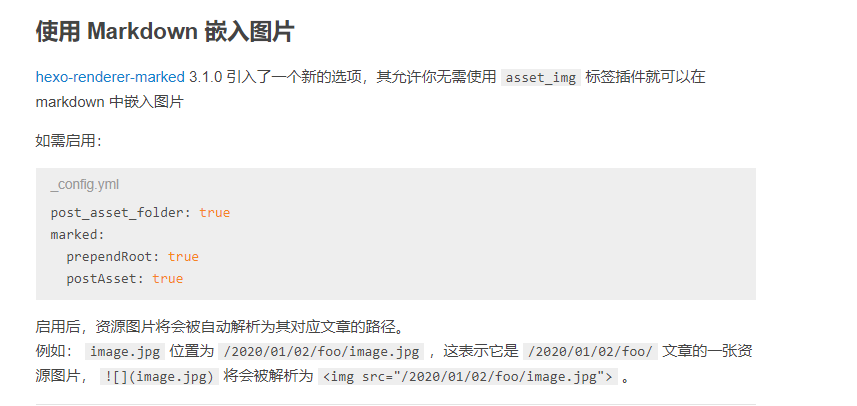 使用 Markdown 嵌入图片
hexo-renderer-marked 3.1.0 引入了一个新的选项，其允许你无需使用 asset_img 标签插件就可以在
markdown 中嵌入图片
如需启用：
_config.yml
post_asset_folder: true
marked:
  prependRoot: true
  postAsset: true
启用后，资源图片将会被自动解析为其对应文章的路径。
例如： image.jpg 位置为 /2020/01/02/foo/image.jpg ，这表示它是 /2020/01/02/foo/ 文章的一张资
源图片， ![](image.jpg) 将会被解析为 <img src="/2020/01/02/foo/image.jpg"> 。